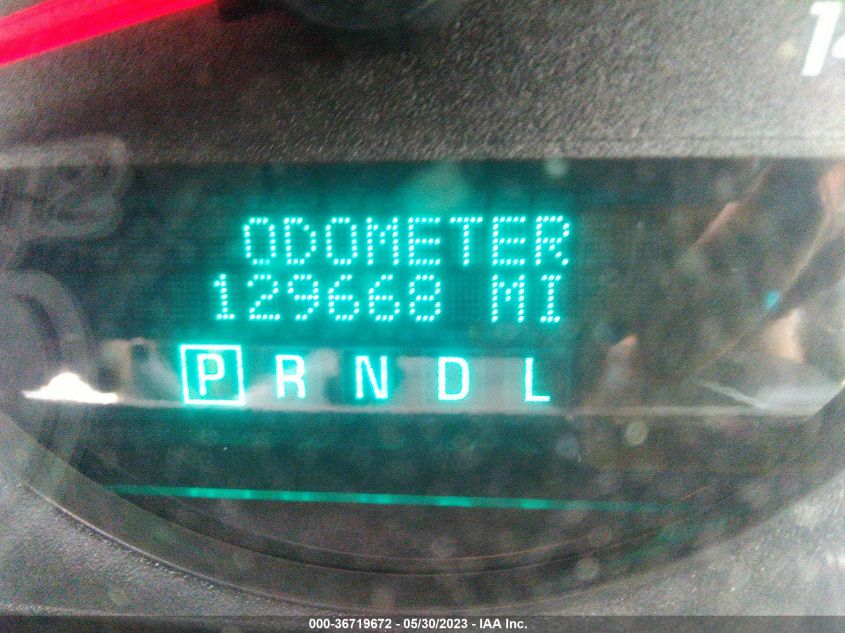 ODOMETER
129668 MI
P R N D L
000-36719672 - 05/30/2023 - IAA Inc.